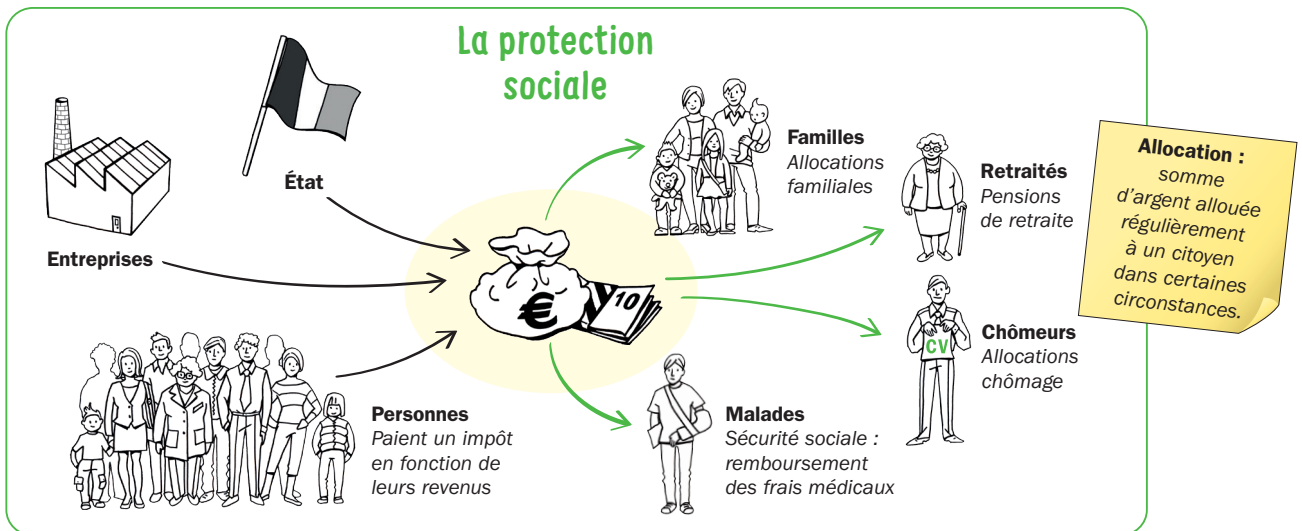 La protection
sociale
État
Entreprises
Personnes
Paient un impôt
en fonction de
leurs revenus
€
10
Familles
Allocations
familiales
Retraités
Pensions
de retraite
CV
Chômeurs
Allocations
chômage
Malades
Sécurité sociale :
remboursement
des frais médicaux
Allocation :
somme
d'argent allouée
régulièrement
à un citoyen
dans certaines
circonstances.